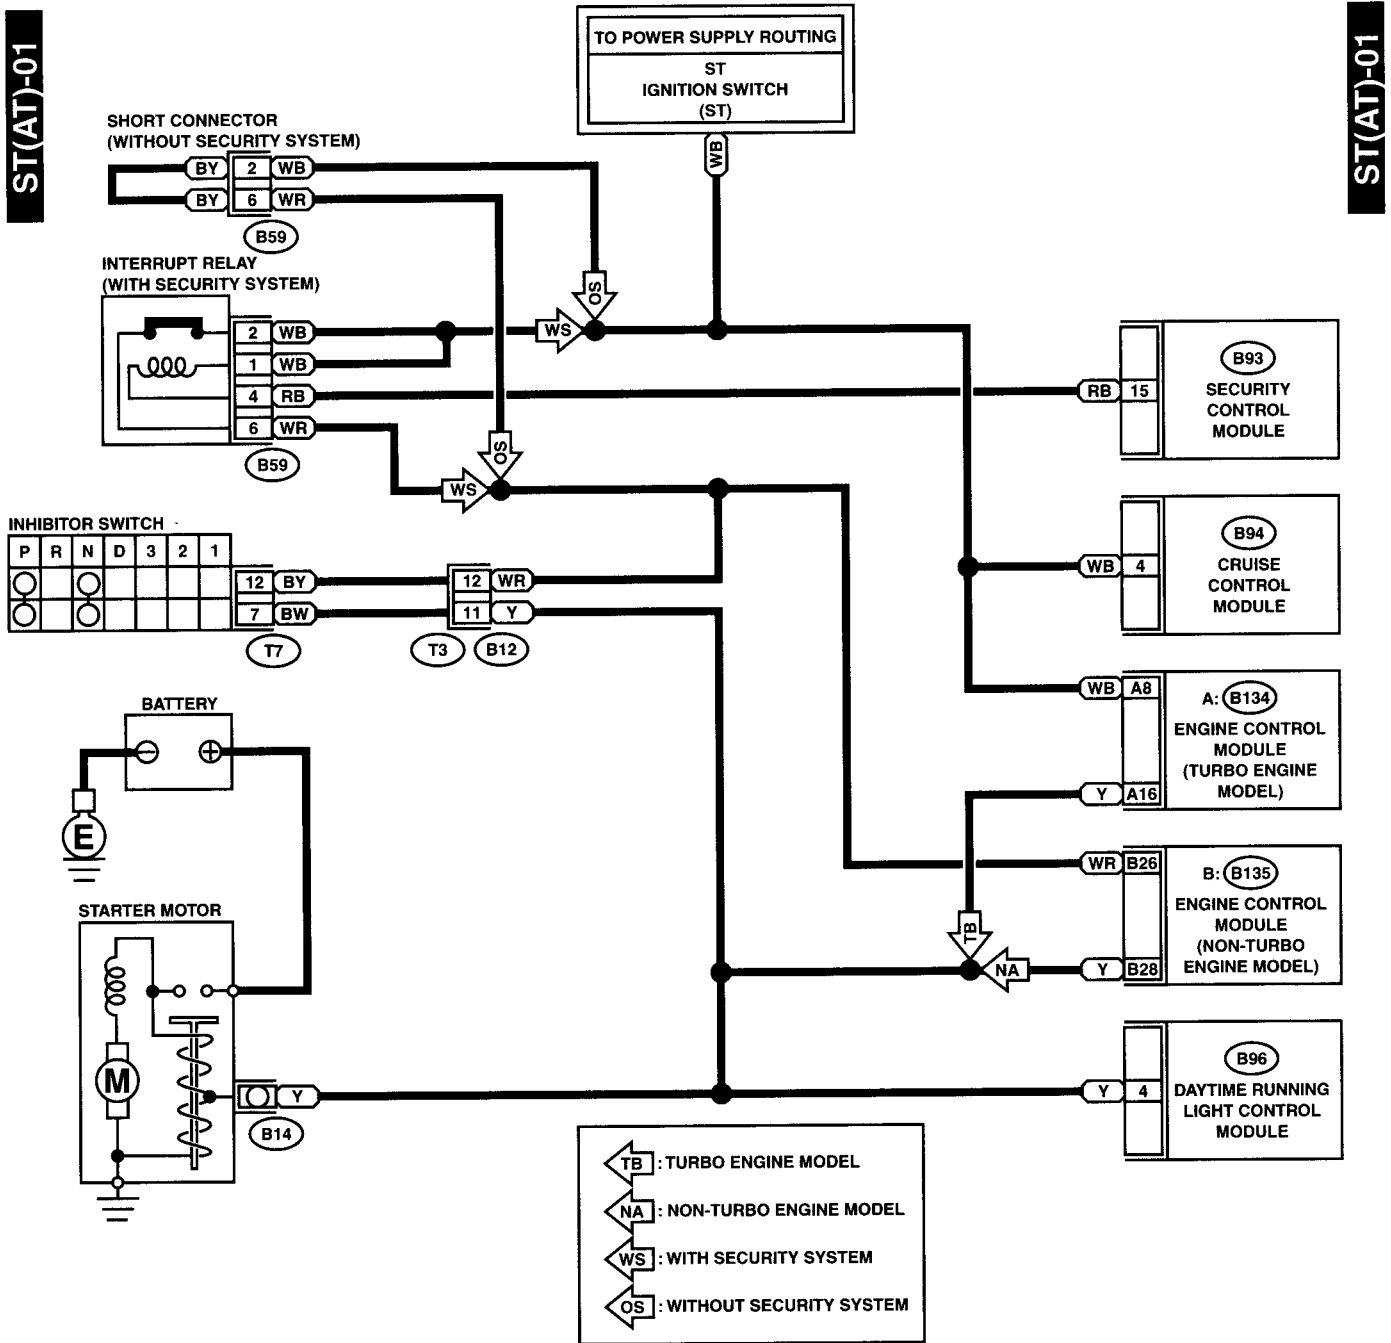 ST(AT)-01
ST(AT)-01
TO POWER SUPPLY ROUTING
ST
IGNITION SWITCH
(ST)
WB
SHORT CONNECTOR
(WITHOUT SECURITY SYSTEM)
BY 2 WB
BY 6 WR
B59
OS
INTERRUPT RELAY
(WITH SECURITY SYSTEM)
2 WB
WS
1 WB
4 RB
6 WR
B59
OS
WS
RB 15
B93
SECURITY
CONTROL
MODULE
INHIBITOR SWITCH
P R N D 3 2 1
12 BY
7 BW
T7
12 WR
11 Y
T3
B12
WB 4
B94
CRUISE
CONTROL
MODULE
WB A8
Y A16
A: B134
ENGINE CONTROL
MODULE
(TURBO ENGINE
MODEL)
BATTERY
E
WR B26
Y B28
B: B135
ENGINE CONTROL
MODULE
(NON-TURBO
ENGINE MODEL)
TB
NA
STARTER MOTOR
M
Y
B14
Y 4
B96
DAYTIME RUNNING
LIGHT CONTROL
MODULE
TB : TURBO ENGINE MODEL
NA : NON-TURBO ENGINE MODEL
WS : WITH SECURITY SYSTEM
OS : WITHOUT SECURITY SYSTEM